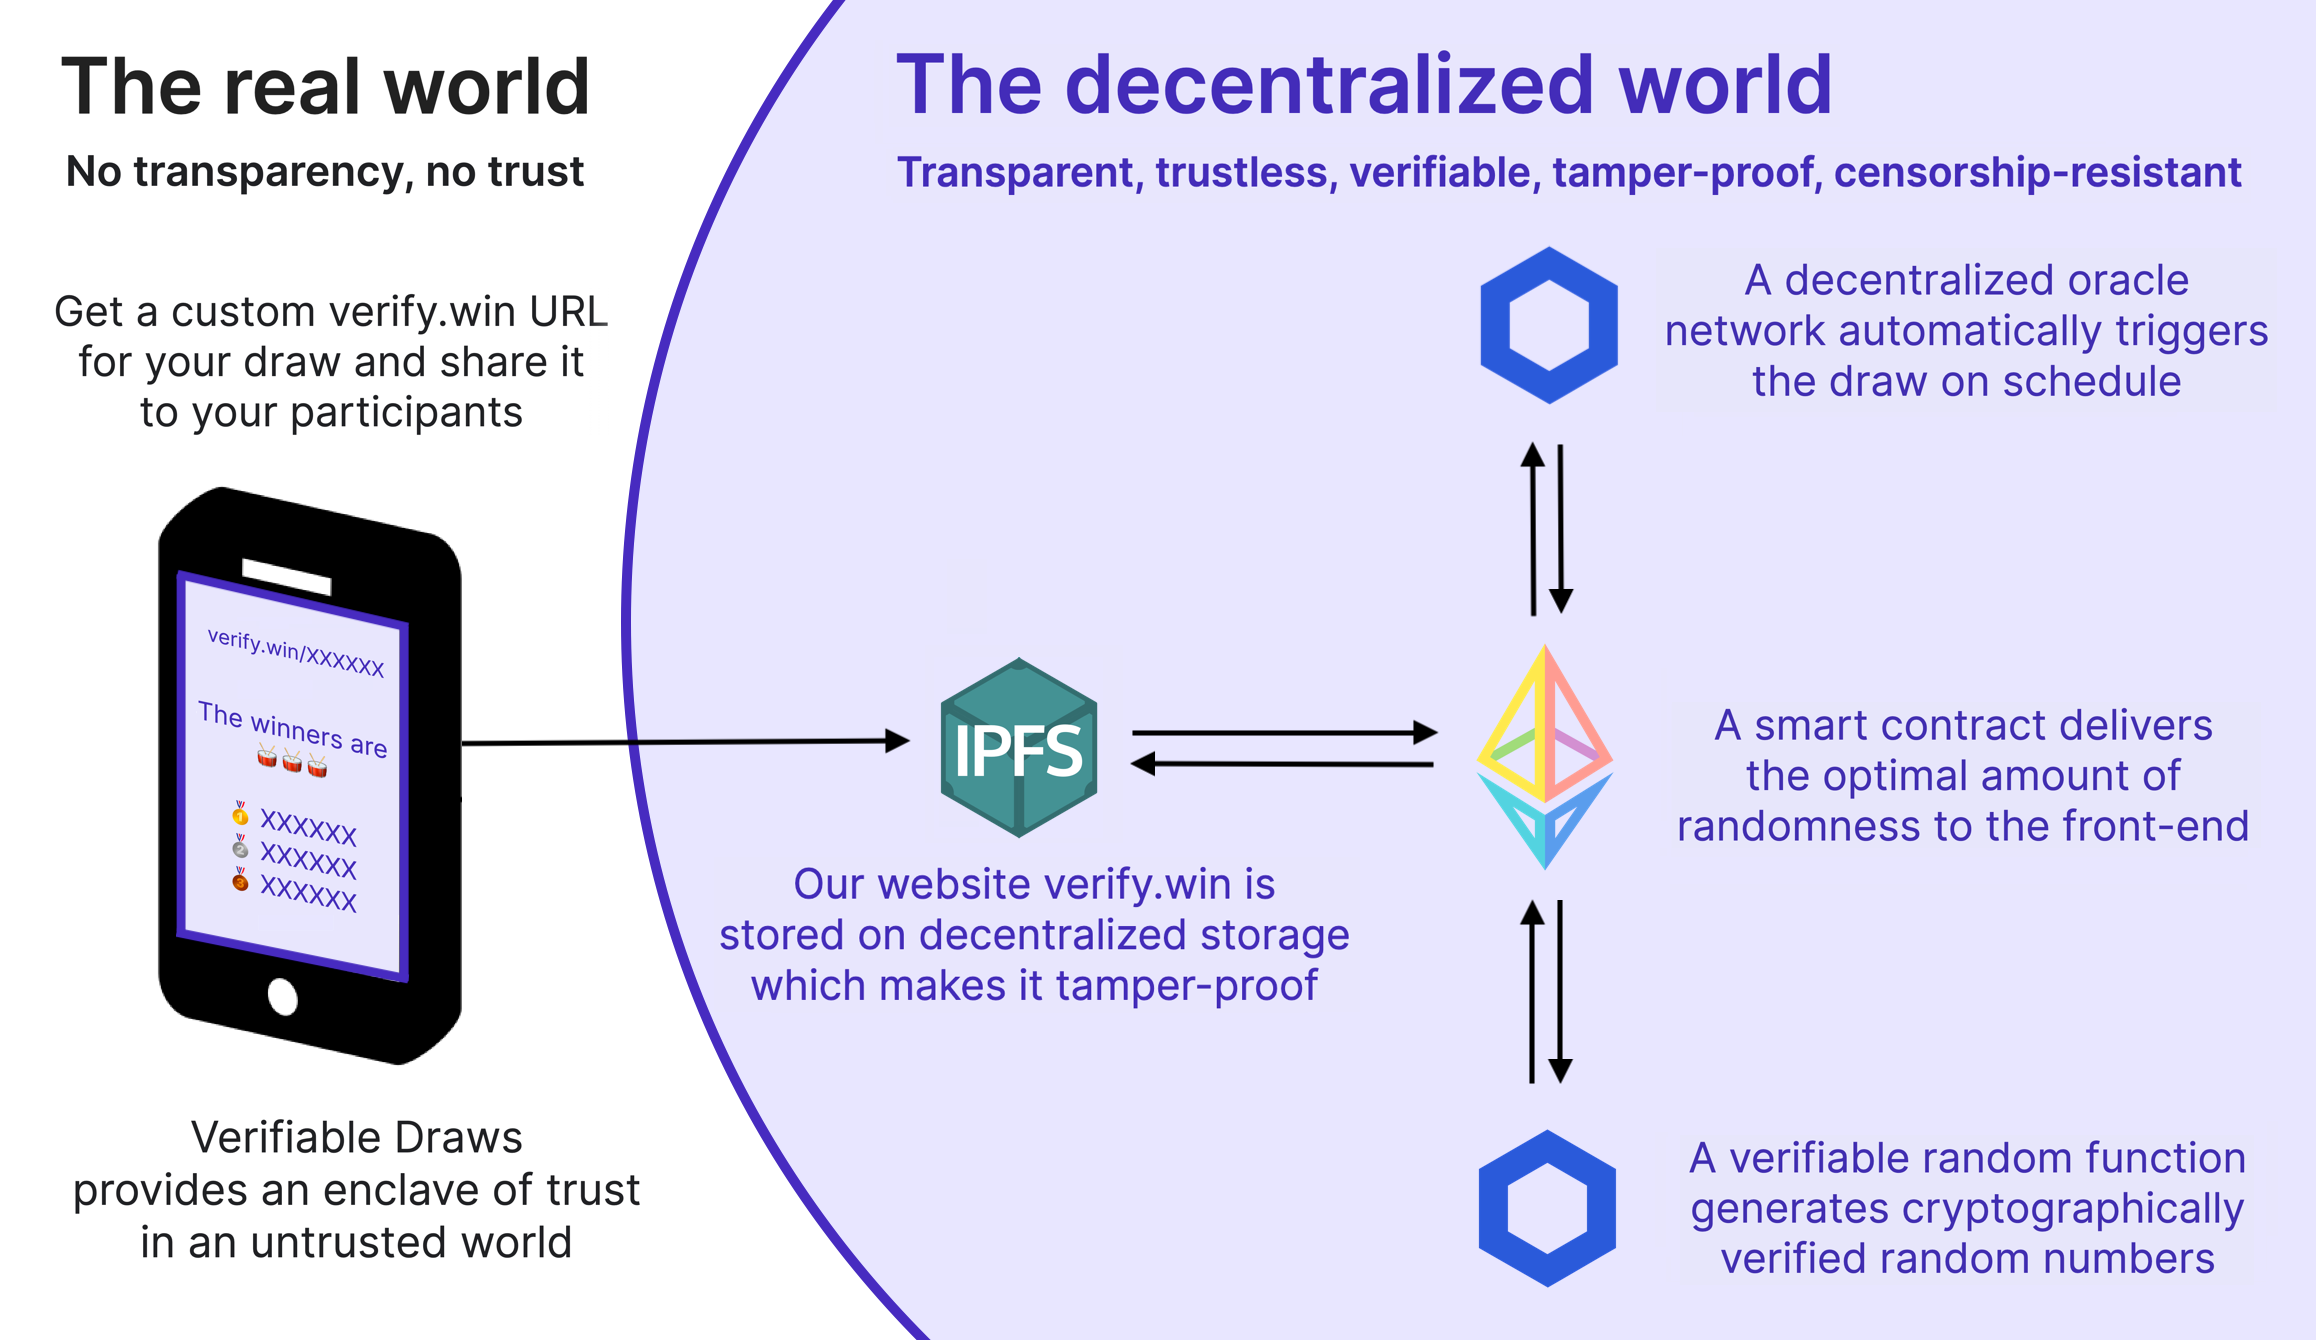 The real world
No transparency, no trust
Get a custom verify.win URL
for your draw and share it
to your participants
verify.win/XXXXXX
The winners are
1 XXXXXX
2 XXXXXX
3 XXXXXX
Verifiable Draws
provides an enclave of trust
in an untrusted world
The decentralized world
Transparent, trustless, verifiable, tamper-proof, censorship-resistant
A decentralized oracle
network automatically triggers
the draw on schedule
IPFS
Our website verify.win is
stored on decentralized storage
which makes it tamper-proof
A smart contract delivers
the optimal amount of
randomness to the front-end
A verifiable random function
generates cryptographically
verified random numbers